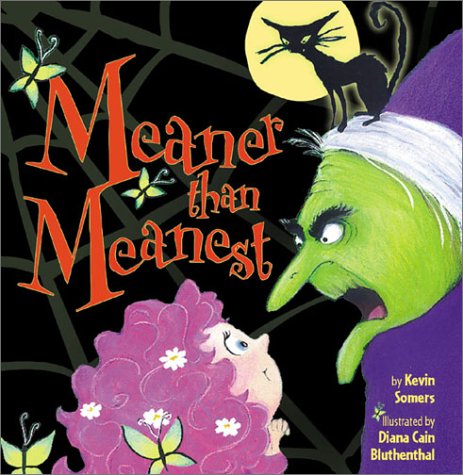 Meaner
than
Meanest
by Kevin
Somers
illustrated by
Diana Cain
Bluthenthal